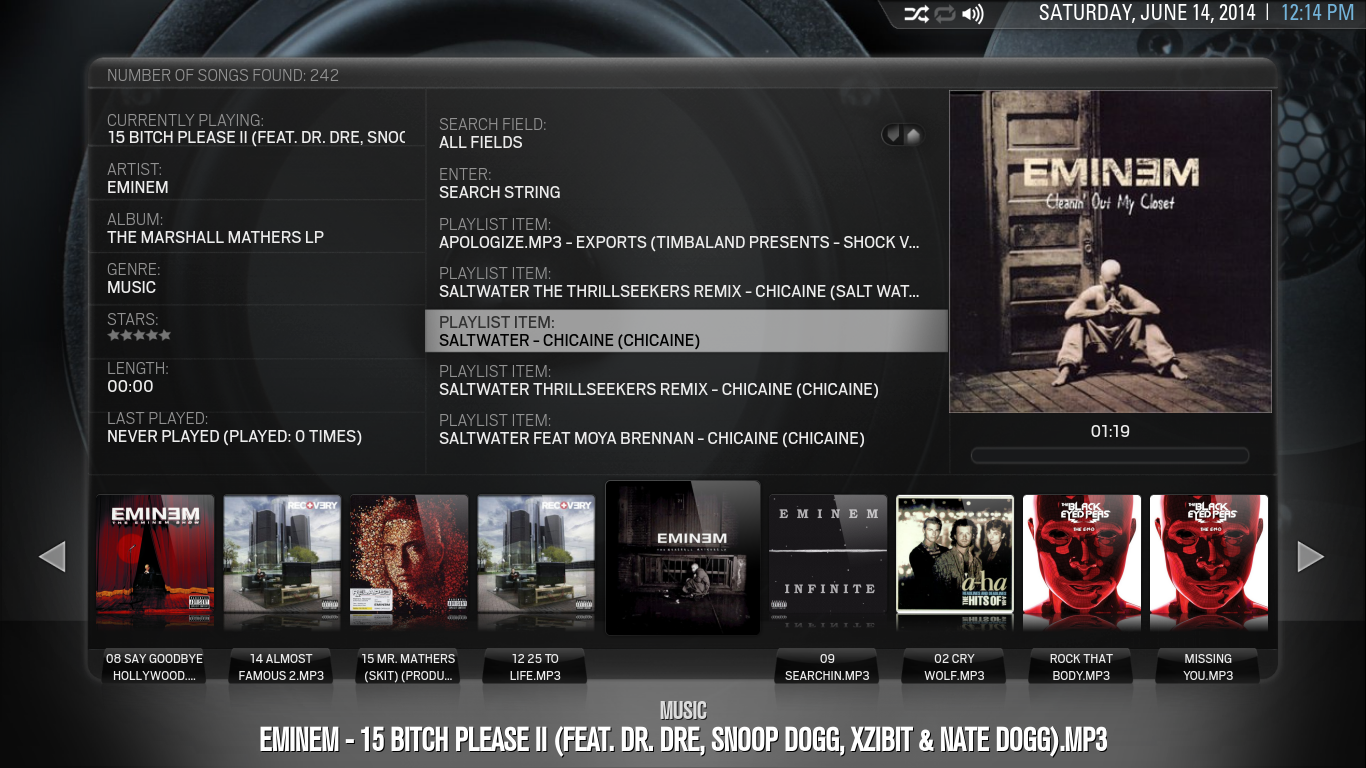 SATURDAY, JUNE 14, 2014 | 12:14 PM
NUMBER OF SONGS FOUND: 242
CURRENTLY PLAYING:
15 BITCH PLEASE II (FEAT. DR. DRE, SNOO
ARTIST:
EMINEM
ALBUM:
THE MARSHALL MATHERS LP
GENRE:
MUSIC
STARS:
LENGTH:
00:00
LAST PLAYED:
NEVER PLAYED (PLAYED: 0 TIMES)
SEARCH FIELD:
ALL FIELDS
ENTER:
SEARCH STRING
PLAYLIST ITEM:
APOLOGIZE.MP3 - EXPORTS (TIMBALAND PRESENTS - SHOCK V...
PLAYLIST ITEM:
SALTWATER THE THRILLSEEKERS REMIX - CHICAINE (SALT WAT...
PLAYLIST ITEM:
SALTWATER - CHICAINE (CHICAINE)
PLAYLIST ITEM:
SALTWATER THRILLSEEKERS REMIX - CHICAINE (CHICAINE)
PLAYLIST ITEM:
SALTWATER FEAT MOYA BRENNAN - CHICAINE (CHICAINE)
EMINEM
Cleanin' Out My Closet
01:19
EMINEM
THE EMINEM SHOW
RECOVERY
RECOVERY
EMINEM
THE MARSHALL MATHERS LP
EMINEM
INFINITE
a-ha
THE HITS OF
THE BLACK
EYED PEAS
THE END
THE BLACK
EYED PEAS
THE END
08 SAY GOODBYE
HOLLYWOOD....
14 ALMOST
FAMOUS 2.MP3
15 MR. MATHERS
(SKIT) (PRODU...
12 25 TO
LIFE.MP3
09
SEARCHIN.MP3
02 CRY
WOLF.MP3
ROCK THAT
BODY.MP3
MISSING
YOU.MP3
MUSIC
EMINEM - 15 BITCH PLEASE II (FEAT. DR. DRE, SNOOP DOGG, XZIBIT & NATE DOGG).MP3